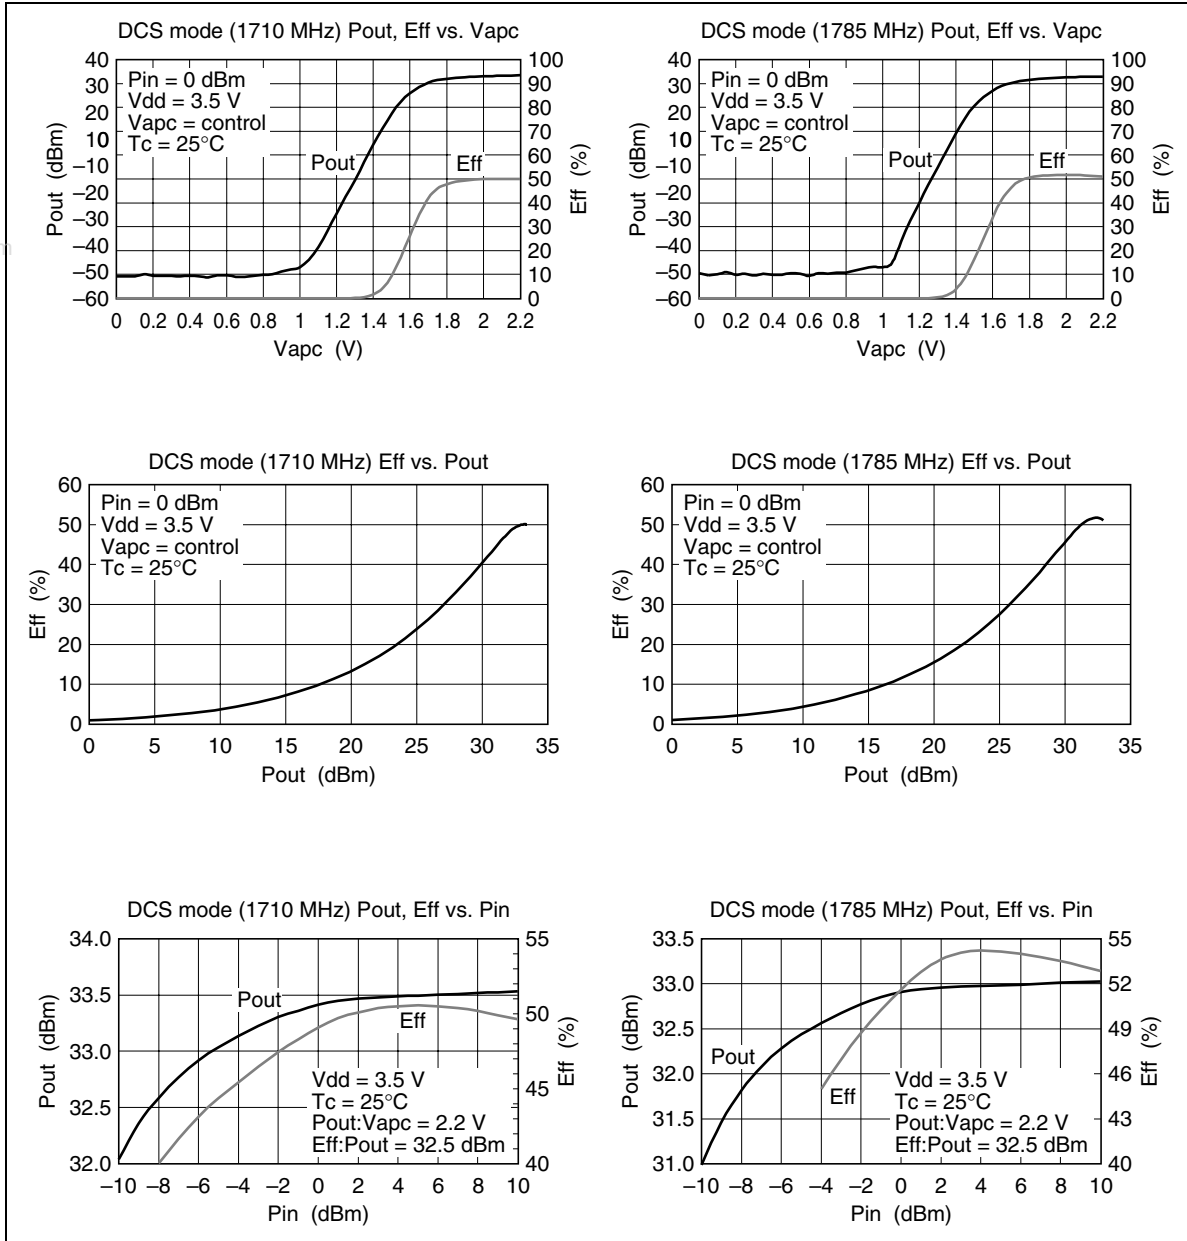 DCS mode (1710 MHz) Pout, Eff vs. Vapc
40
30
20
10
–10
–20
–30
–40
–50
–60
Pout (dBm)
Pin = 0 dBm
Vdd = 3.5 V
Vapc = control
Tc = 25°C
Pout
Eff
100
90
80
70
60
50
40
30
20
10
0
Eff (%)
0 0.2 0.4 0.6 0.8 1 1.2 1.4 1.6 1.8 2 2.2
Vapc (V)
DCS mode (1785 MHz) Pout, Eff vs. Vapc
40
30
20
10
–10
–20
–30
–40
–50
–60
Pout (dBm)
Pin = 0 dBm
Vdd = 3.5 V
Vapc = control
Tc = 25°C
Pout
Eff
100
90
80
70
60
50
40
30
20
10
0
Eff (%)
0 0.2 0.4 0.6 0.8 1 1.2 1.4 1.6 1.8 2 2.2
Vapc (V)
DCS mode (1710 MHz) Eff vs. Pout
60
50
40
30
20
10
0
Eff (%)
Pin = 0 dBm
Vdd = 3.5 V
Vapc = control
Tc = 25°C
0 5 10 15 20 25 30 35
Pout (dBm)
DCS mode (1785 MHz) Eff vs. Pout
60
50
40
30
20
10
0
Eff (%)
Pin = 0 dBm
Vdd = 3.5 V
Vapc = control
Tc = 25°C
0 5 10 15 20 25 30 35
Pout (dBm)
DCS mode (1710 MHz) Pout, Eff vs. Pin
34.0
33.5
33.0
32.5
32.0
Pout (dBm)
Pout
Eff
Vdd = 3.5 V
Tc = 25°C
Pout:Vapc = 2.2 V
Eff:Pout = 32.5 dBm
55
50
45
40
Eff (%)
–10 –8 –6 –4 –2 0 2 4 6 8 10
Pin (dBm)
DCS mode (1785 MHz) Pout, Eff vs. Pin
33.5
33.0
32.5
32.0
31.5
31.0
Pout (dBm)
Pout
Eff
Vdd = 3.5 V
Tc = 25°C
Pout:Vapc = 2.2 V
Eff:Pout = 32.5 dBm
55
52
49
46
43
40
Eff (%)
–10 –8 –6 –4 –2 0 2 4 6 8 10
Pin (dBm)